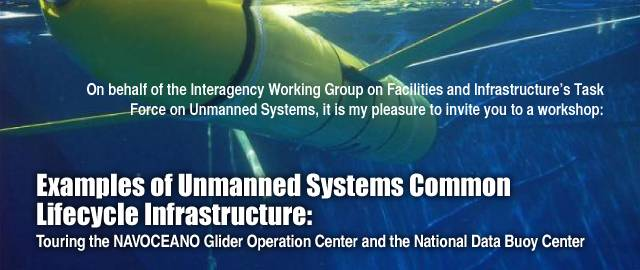 On behalf of the Interagency Working Group on Facilities and Infrastructure's Task
Force on Unmanned Systems, it is my pleasure to invite you to a workshop:
Examples of Unmanned Systems Common
Lifecycle Infrastructure:
Touring the NAVOCEANO Glider Operation Center and the National Data Buoy Center